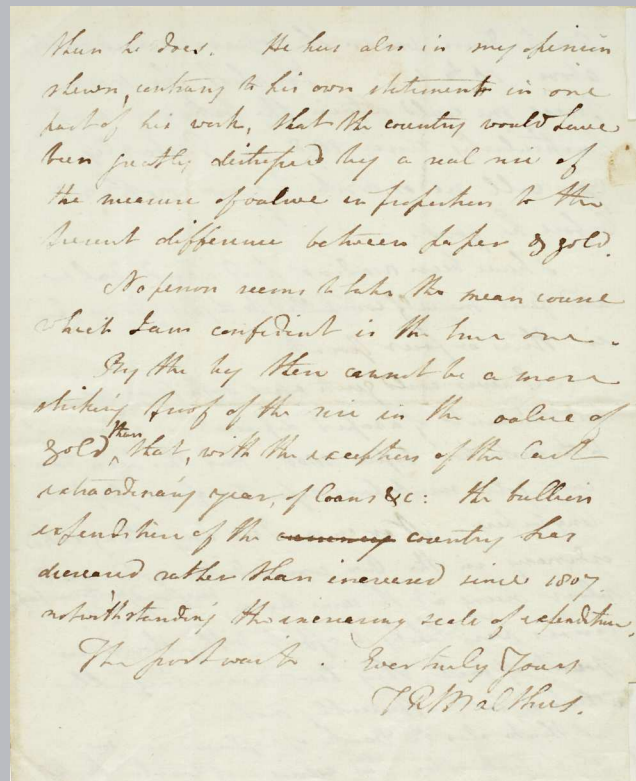 than he does. He has also in my opinion
shewn, contrary to his own statements in one
part of his work, that the country would have
been greatly distressed by a real rise of
the measure of value in proportion to the
present difference between paper & gold.
No person seems to take the mean course
which I am confident is the true one.
By the by there cannot be a more
striking proof of the rise in the value of
gold than, that, with the exception of the last
extraordinary year, of loans &c: the bullion
expenditure of the currency country has
decreased rather than increased since 1807
notwithstanding the increasing scale of expenditure.
The post waits. Ever truly Yours
T R Malthus.